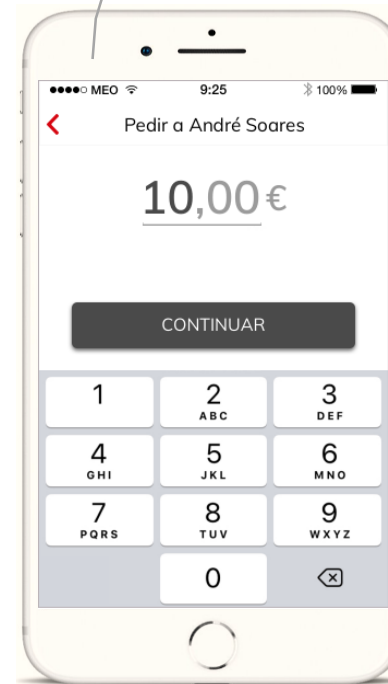 MEO 9:25 100%
Pedir a André Soares
10,00 €
CONTINUAR
1 2 3
ABC DEF
4 5 6
GHI JKL MNO
7 8 9
PQRS TUV WXYZ
0